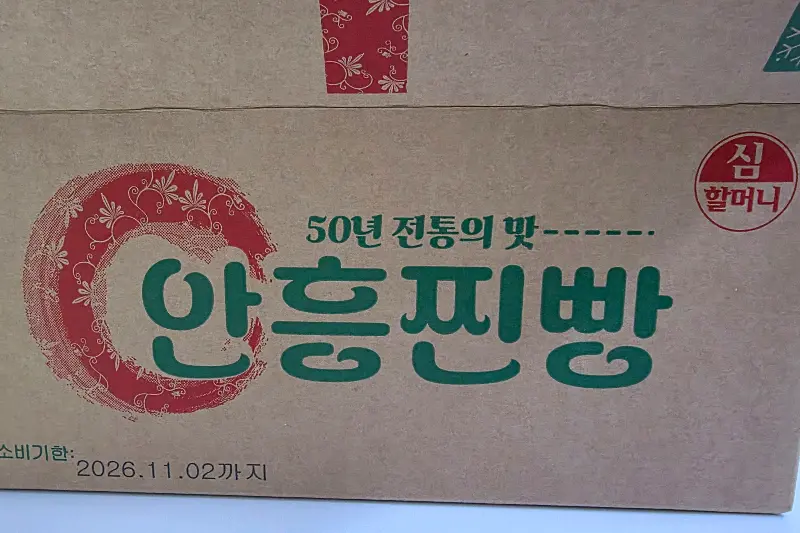 심
할머니
50년 전통의 맛------.
안흥찐빵
소비기한:
2026.11.02까지